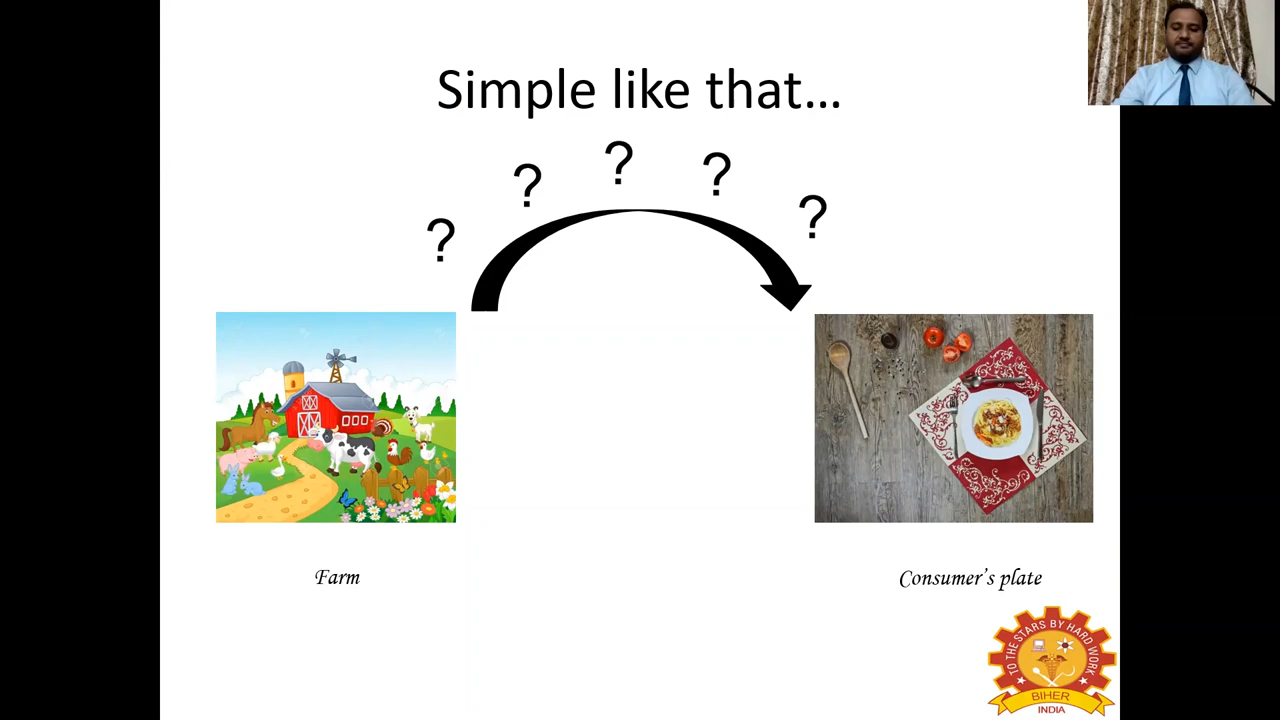 Simple like that...
?
?
?
?
?
Farm
Consumer's plate
TO THE STARS BY HARD WORK
BIHER
INDIA